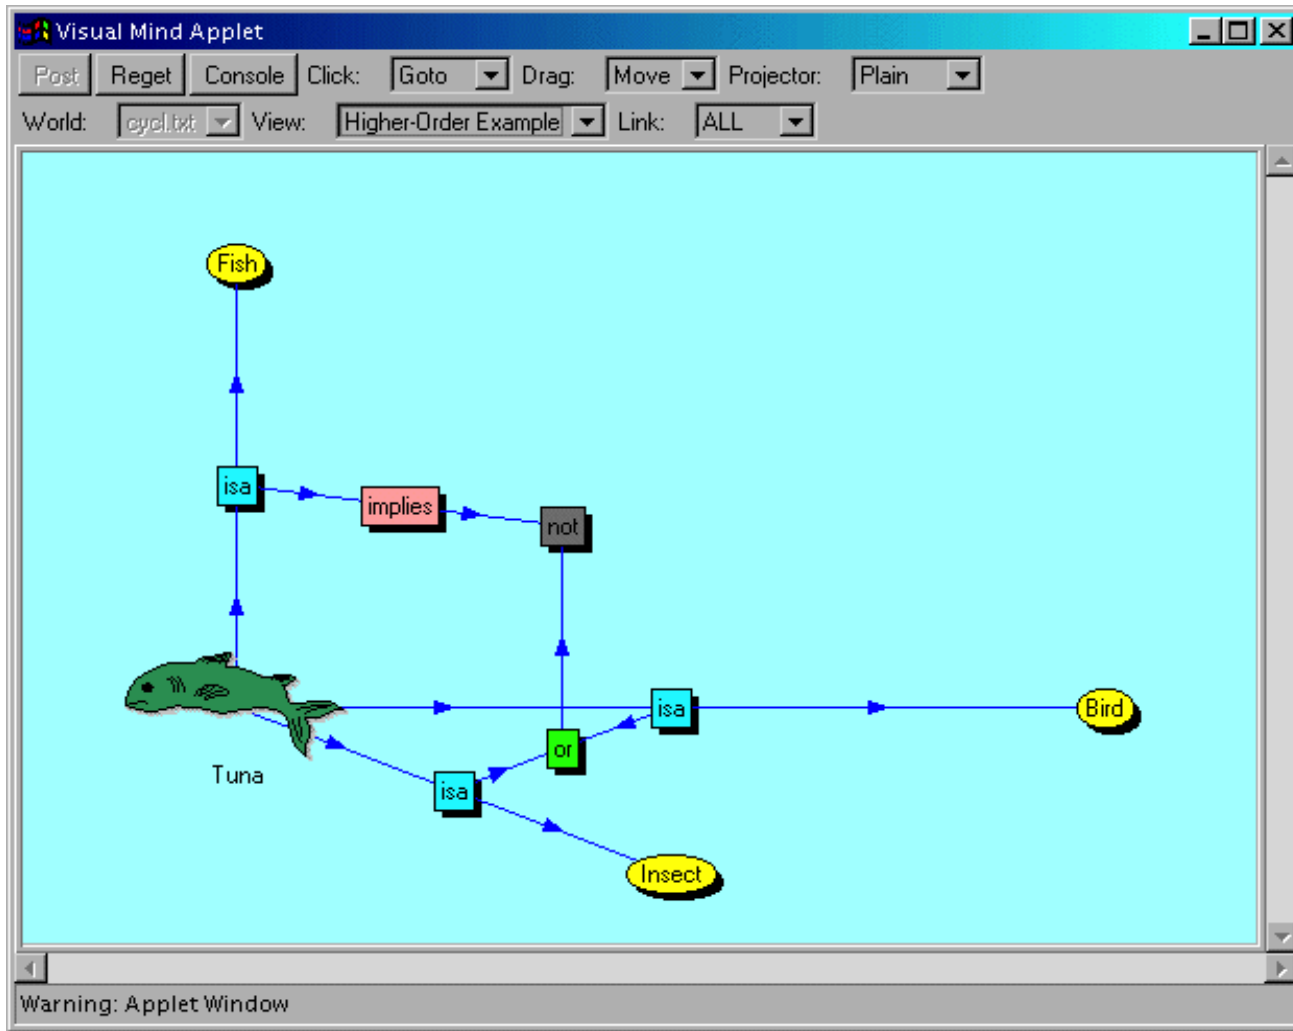 Visual Mind Applet
Post Reget Console Click: Goto Drag: Move Projector: Plain
World: cycl.txt View: Higher-Order Example Link: ALL
Fish
isa
implies
not
isa
Bird
or
Tuna
isa
Insect
Warning: Applet Window